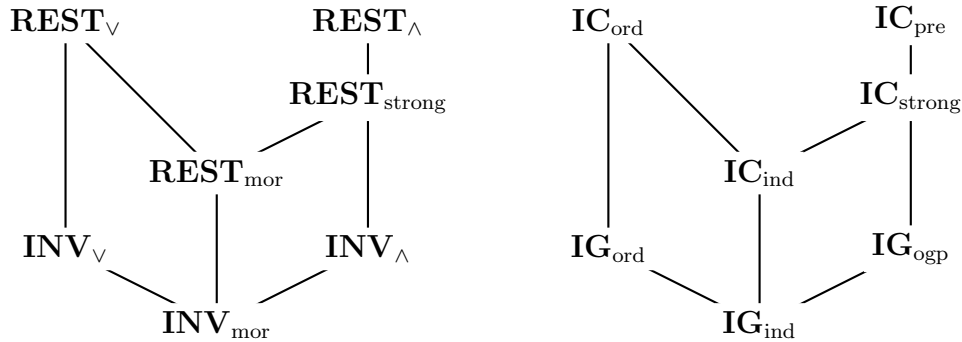 REST∨ REST∧ IC_ord IC_pre
REST_strong IC_strong
REST_mor IC_ind
INV∨ INV∧ IG_ord IG_ogp
INV_mor IG_ind